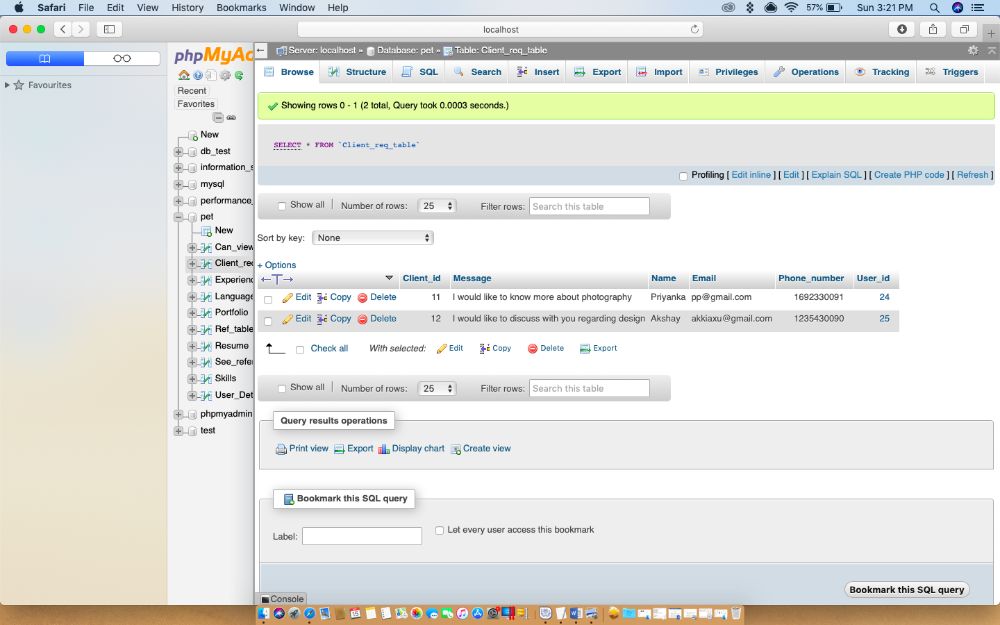 Safari File Edit View History Bookmarks Window Help 57% Sun 3:21 PM
localhost
Favourites
phpMyAc
Recent
Favorites
New
db_test
information_s
mysql
performance_
pet
New
Can_view
Client_req
Experienc
Language
Portfolio
Ref_table
Resume
See_refer
Skills
User_Det
phpmyadmin
test
Server: localhost » Database: pet » Table: Client_req_table
Browse Structure SQL Search Insert Export Import Privileges Operations Tracking Triggers
Showing rows 0 - 1 (2 total, Query took 0.0003 seconds.)
SELECT * FROM `Client_req_table`
Profiling [ Edit inline ] [ Edit ] [ Explain SQL ] [ Create PHP code ] [ Refresh ]
Show all | Number of rows: 25 Filter rows: Search this table
Sort by key: None
+ Options
←T→ Client_id Message Name Email Phone_number User_id
Edit Copy Delete 11 I would like to know more about photography Priyanka pp@gmail.com 1692330091 24
Edit Copy Delete 12 I would like to discuss with you regarding design Akshay akkiaxu@gmail.com 1235430090 25
Check all With selected: Edit Copy Delete Export
Show all | Number of rows: 25 Filter rows: Search this table
Query results operations
Print view Export Display chart Create view
Bookmark this SQL query
Label: Let every user access this bookmark
Bookmark this SQL query
Console
15